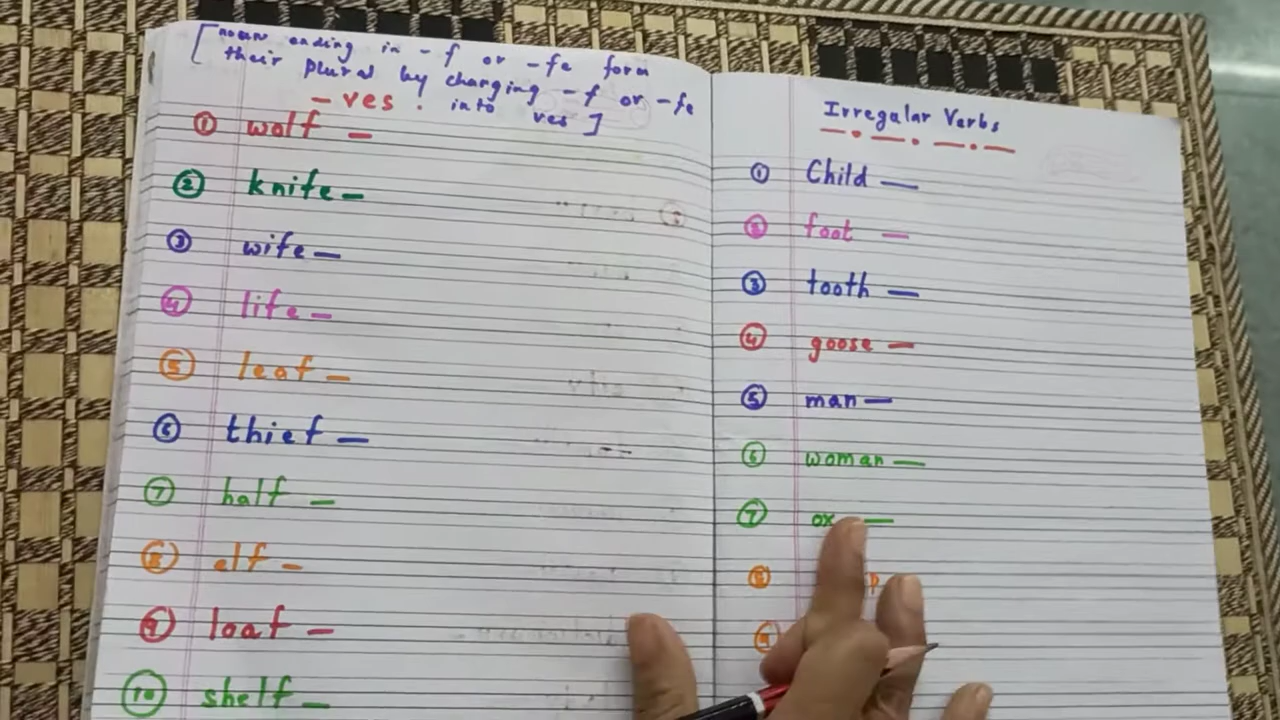 [noun ending in -f or -fe form
their plural by changing -f or -fe
-ves. into ves]
① wolf -
② knife -
③ wife -
④ life -
⑤ leaf -
⑥ thief -
⑦ half -
⑧ elf -
⑨ loaf -
⑩ shelf -
Irregular Verbs
① Child —
② foot —
③ tooth —
④ goose —
⑤ man —
⑥ woman —
⑦ ox —
⑧
⑨